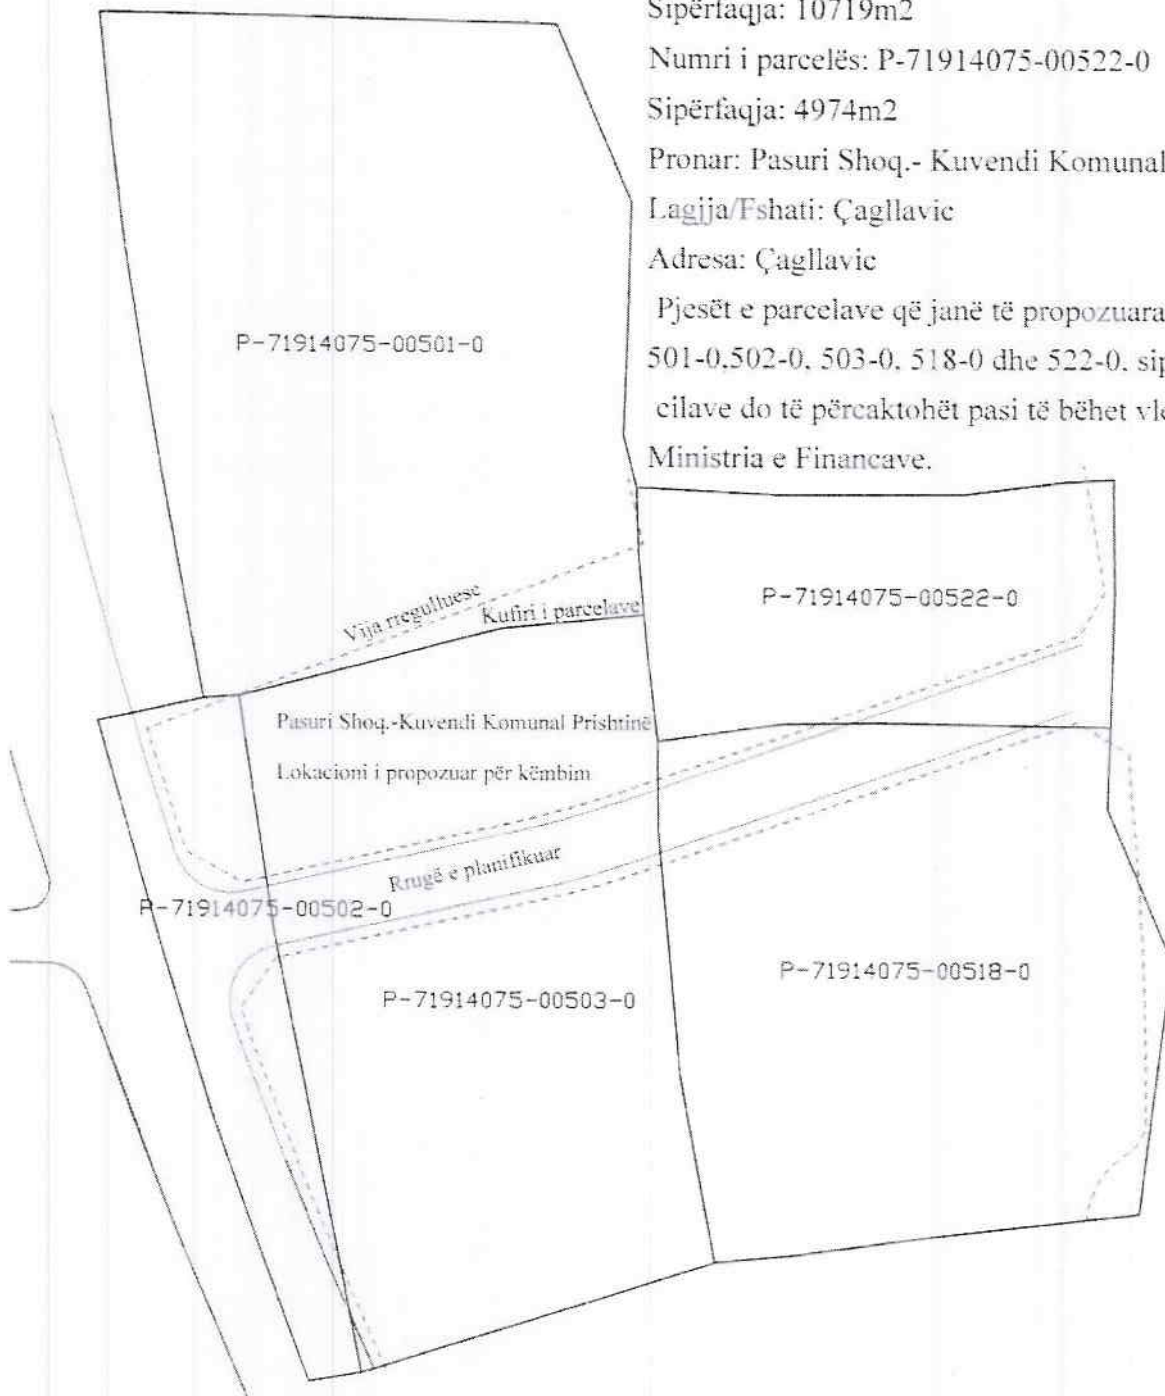 Sipërfaqja: 10719m2
Numri i parcelës: P-71914075-00522-0
Sipërfaqja: 4974m2
Pronar: Pasuri Shoq.- Kuvendi Komunal
Lagjja/Fshati: Çagllavic
Adresa: Çagllavic
Pjesët e parcelave që janë të propozuara
501-0.502-0, 503-0, 518-0 dhe 522-0. sip
cilave do të përcaktohët pasi të bëhet vle
Ministria e Financave.
P-71914075-00501-0
P-71914075-00522-0
Vija rregulluese
Kufiri i parcelave
Pasuri Shoq.-Kuvendi Komunal Prishtinë
Lokacioni i propozuar për këmbim
Rrugë e planifikuar
P-71914075-00502-0
P-71914075-00518-0
P-71914075-00503-0